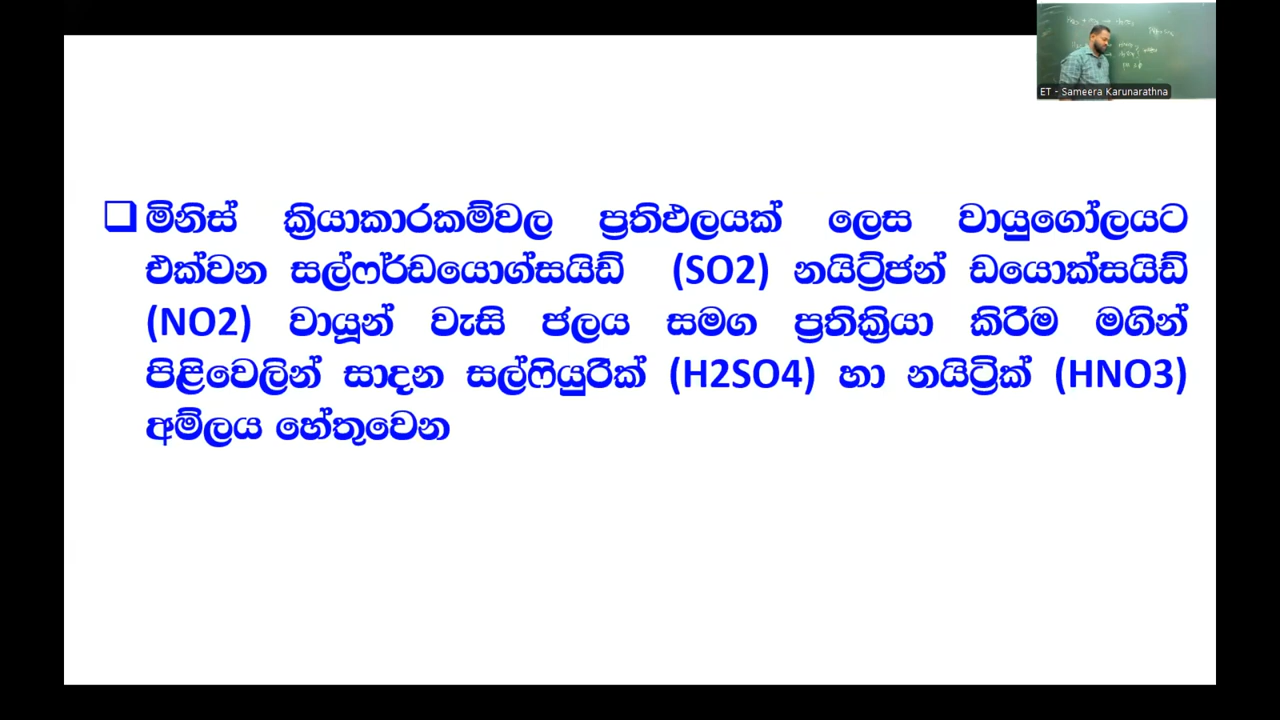 ET - Sameera Karunarathna
❑ මිනිස් ක්‍රියාකාරකම්වල ප්‍රතිඵලයක් ලෙස වායුගෝලයට
එක්වන සල්ෆර්ඩයොග්සයිඩ් (SO2) නයිට්‍රජන් ඩයොක්සයිඩ්
(NO2) වායූන් වැසි ජලය සමග ප්‍රතික්‍රියා කිරීම මගින්
පිළිවෙලින් සාදන සල්ෆියුරික් (H2SO4) හා නයිට්‍රික් (HNO3)
අම්ලය හේතුවෙන